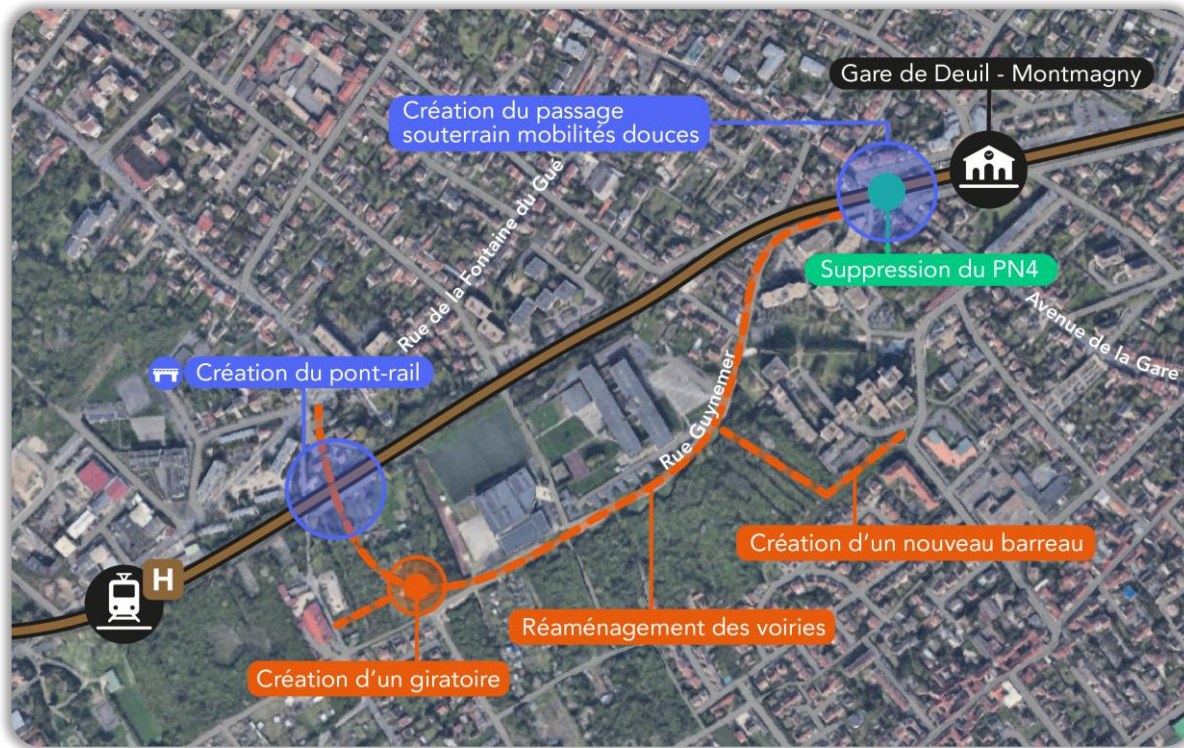 Gare de Deuil - Montmagny
Création du passage
souterrain mobilités douces
Rue de la Fontaine du Gué
Suppression du PN4
Avenue de la Gare
Création du pont-rail
Rue Guynemer
H
Création d'un nouveau barreau
Réaménagement des voiries
Création d'un giratoire